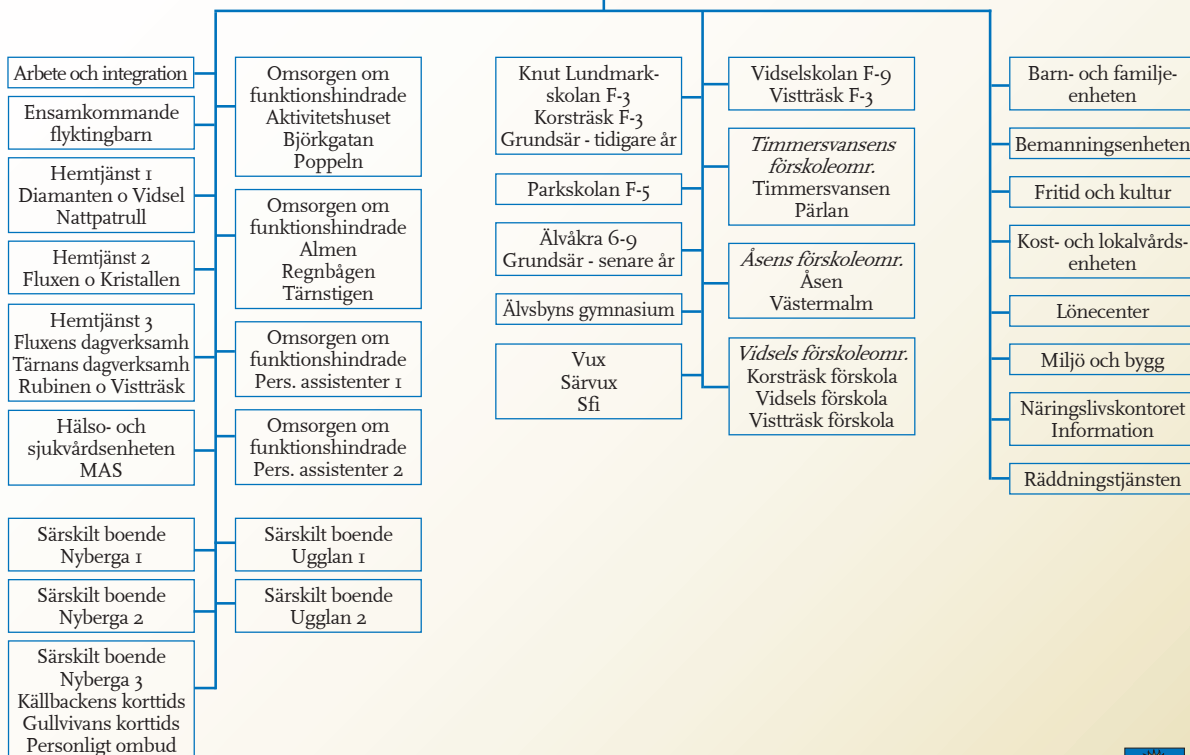 Arbete och integration
Ensamkommande
flyktingbarn
Hemtjänst 1
Diamanten o Vidsel
Nattpatrull
Hemtjänst 2
Fluxen o Kristallen
Hemtjänst 3
Fluxens dagverksamh
Tärnans dagverksamh
Rubinen o Vistträsk
Hälso- och
sjukvårdsenheten
MAS
Särskilt boende
Nyberga 1
Särskilt boende
Nyberga 2
Särskilt boende
Nyberga 3
Källbackens korttids
Gullvivans korttids
Personligt ombud
Omsorgen om
funktionshindrade
Aktivitetshuset
Björkgatan
Poppeln
Omsorgen om
funktionshindrade
Almen
Regnbågen
Tärnstigen
Omsorgen om
funktionshindrade
Pers. assistenter 1
Omsorgen om
funktionshindrade
Pers. assistenter 2
Särskilt boende
Ugglan 1
Särskilt boende
Ugglan 2
Knut Lundmark-
skolan F-3
Korsträsk F-3
Grundsär - tidigare år
Parkskolan F-5
Älvåkra 6-9
Grundsär - senare år
Älvsbyns gymnasium
Vux
Särvux
Sfi
Vidselskolan F-9
Vistträsk F-3
Timmersvansens
förskoleomr.
Timmersvansen
Pärlan
Åsens förskoleomr.
Åsen
Västermalm
Vidsels förskoleomr.
Korsträsk förskola
Vidsels förskola
Vistträsk förskola
Barn- och familje-
enheten
Bemanningsenheten
Fritid och kultur
Kost- och lokalvårds-
enheten
Lönecenter
Miljö och bygg
Näringslivskontoret
Information
Räddningstjänsten